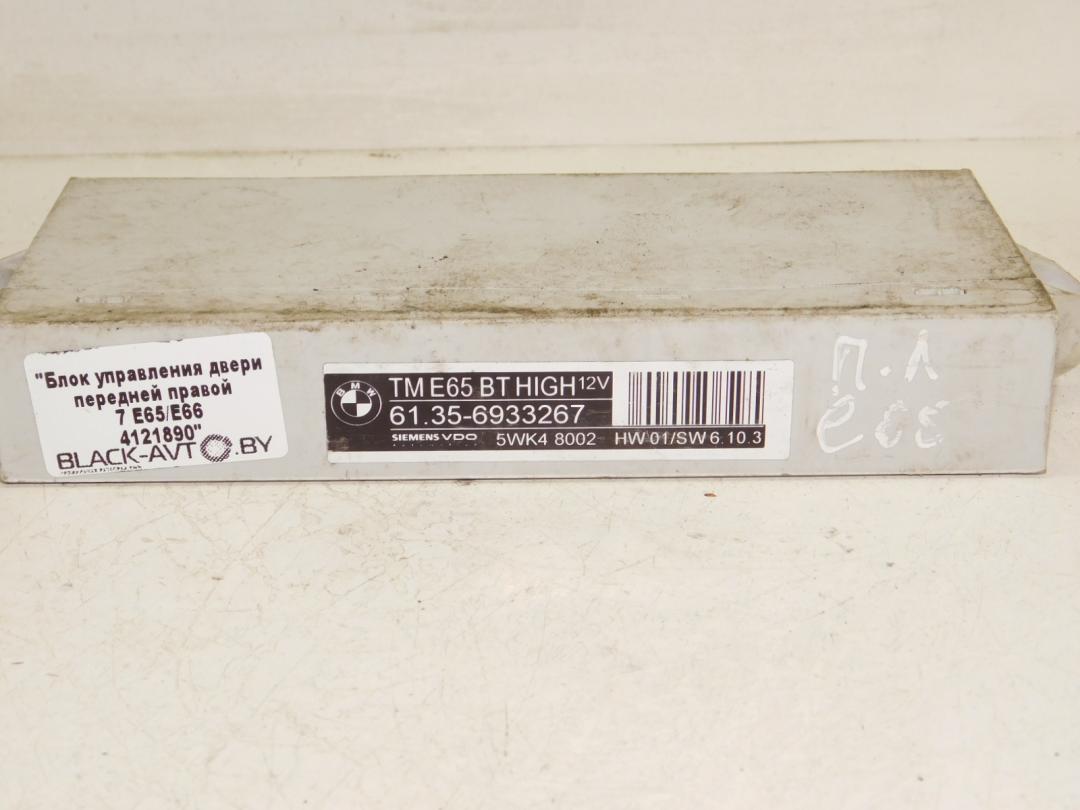 "Блок управления двери
передней правой
7 E65/E66
4121890"
BLACK-AVTO.BY
BMW
TM E65 BT HIGH 12V
61.35-6933267
SIEMENS VDO
5WK4 8002 HW 01/SW 6.10.3
П.Л